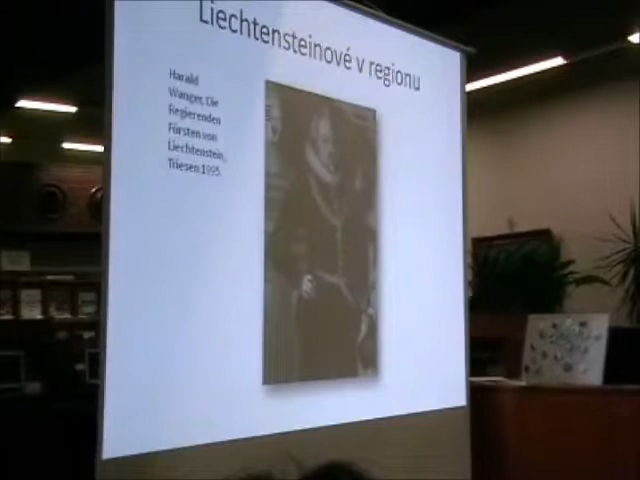 Liechtensteinové v regionu
Harald
Wanger, Die
Regierenden
Fürsten von
Liechtenstein,
Triesen 1995.